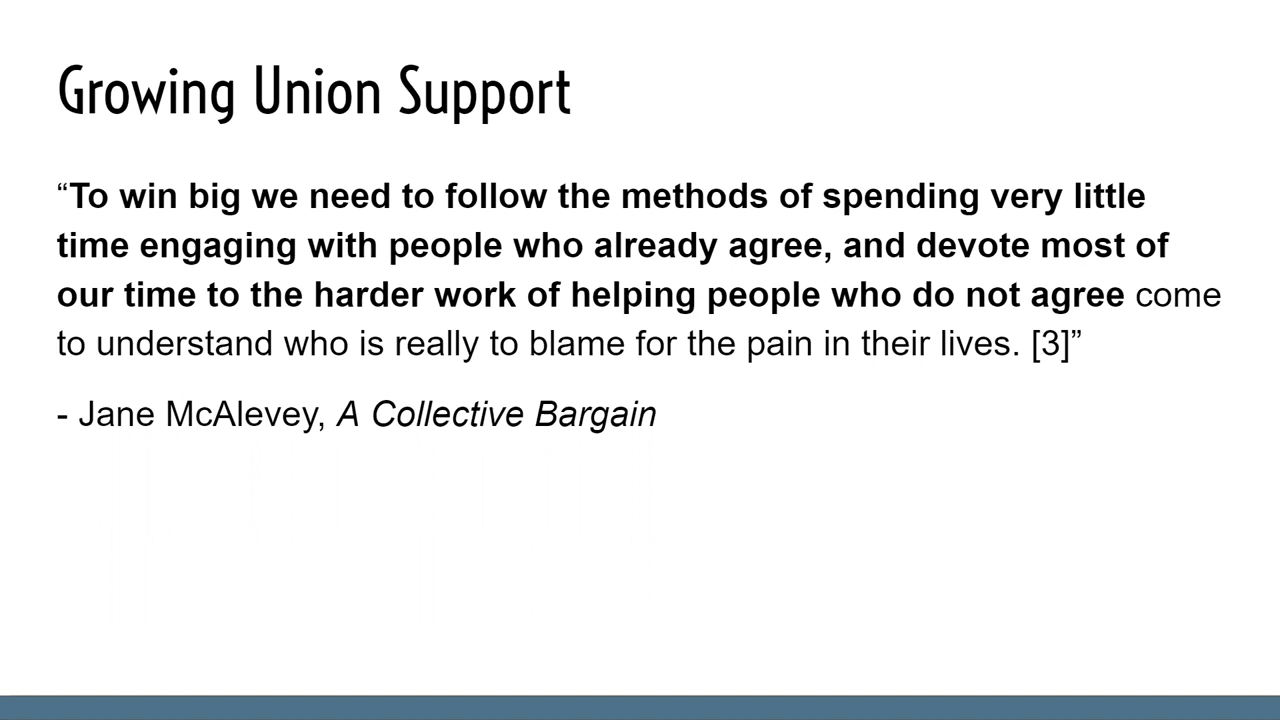 Growing Union Support
“To win big we need to follow the methods of spending very little
time engaging with people who already agree, and devote most of
our time to the harder work of helping people who do not agree come
to understand who is really to blame for the pain in their lives. [3]”
- Jane McAlevey, A Collective Bargain